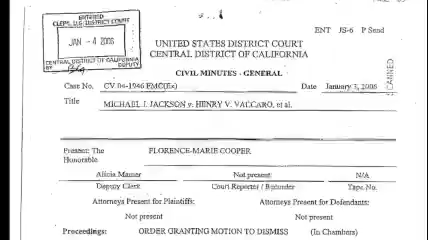 ENTERED
CLERK, U.S. DISTRICT COURT
JAN - 4 2006
CENTRAL DISTRICT OF CALIFORNIA
BY DEPUTY
ENT JS-6 P Send
UNITED STATES DISTRICT COURT
CENTRAL DISTRICT OF CALIFORNIA
CIVIL MINUTES - GENERAL
SCANNED
Case No. CV 04-1946 FMC(Ex) Date January 3, 2006
Title MICHAEL J. JACKSON v. HENRY V. VACCARO, et al.
Present: The FLORENCE-MARIE COOPER
Honorable
Alicia Mamer Not present N/A
Deputy Clerk Court Reporter / Recorder Tape No.
Attorneys Present for Plaintiffs: Attorneys Present for Defendants:
Not present Not present
Proceedings: ORDER GRANTING MOTION TO DISMISS (In Chambers)